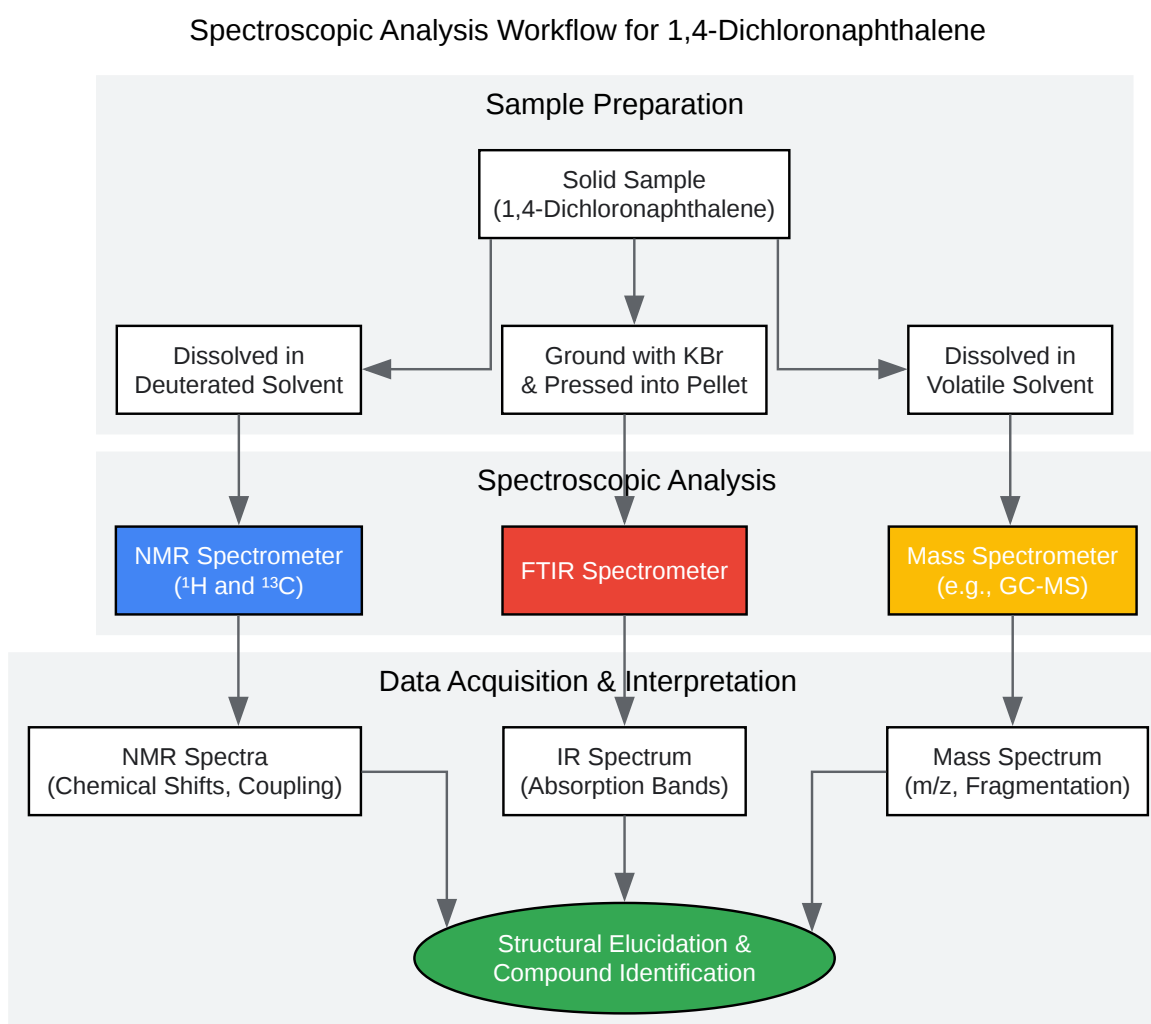 Spectroscopic Analysis Workflow for 1,4-Dichloronaphthalene
Sample Preparation
Solid Sample
(1,4-Dichloronaphthalene)
Dissolved in
Deuterated Solvent
Ground with KBr
& Pressed into Pellet
Dissolved in
Volatile Solvent
Spectroscopic Analysis
NMR Spectrometer
(¹H and ¹³C)
FTIR Spectrometer
Mass Spectrometer
(e.g., GC-MS)
Data Acquisition & Interpretation
NMR Spectra
(Chemical Shifts, Coupling)
IR Spectrum
(Absorption Bands)
Mass Spectrum
(m/z, Fragmentation)
Structural Elucidation &
Compound Identification